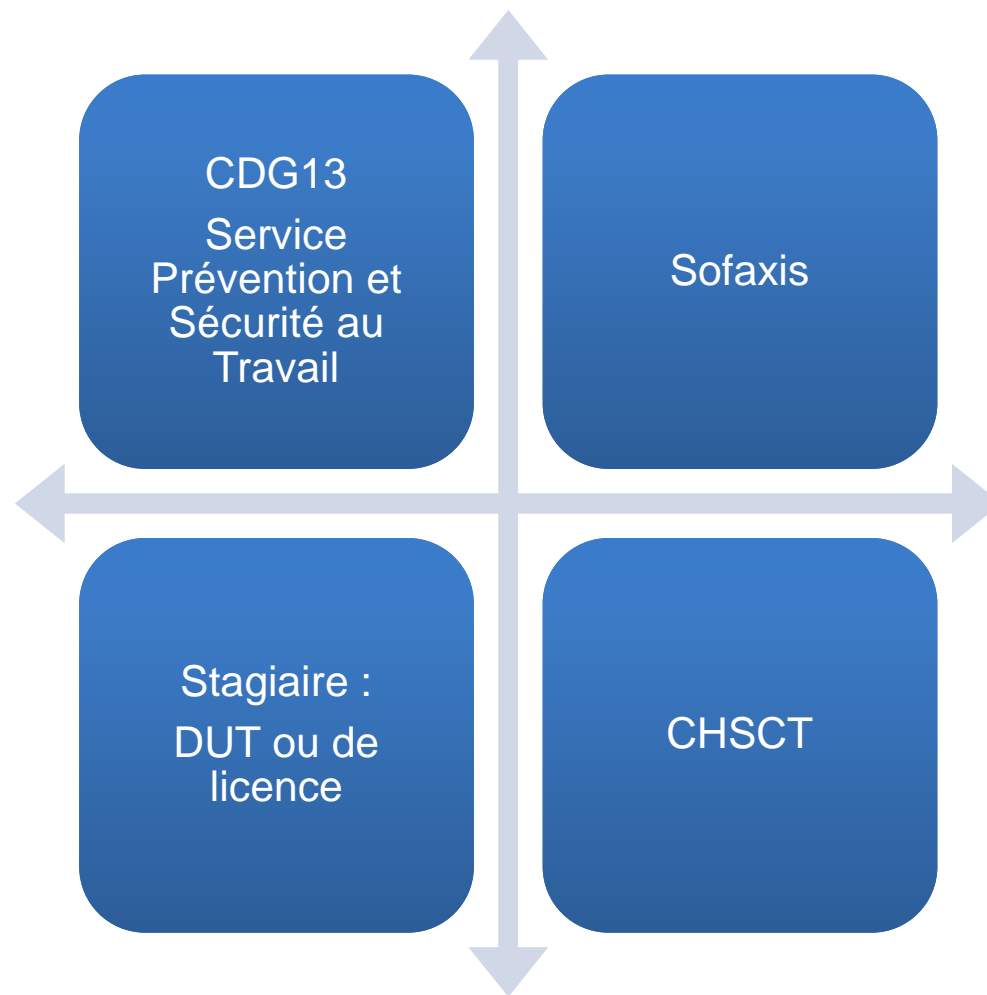 CDG13
Service
Prévention et
Sécurité au
Travail
Sofaxis
Stagiaire :
DUT ou de
licence
CHSCT